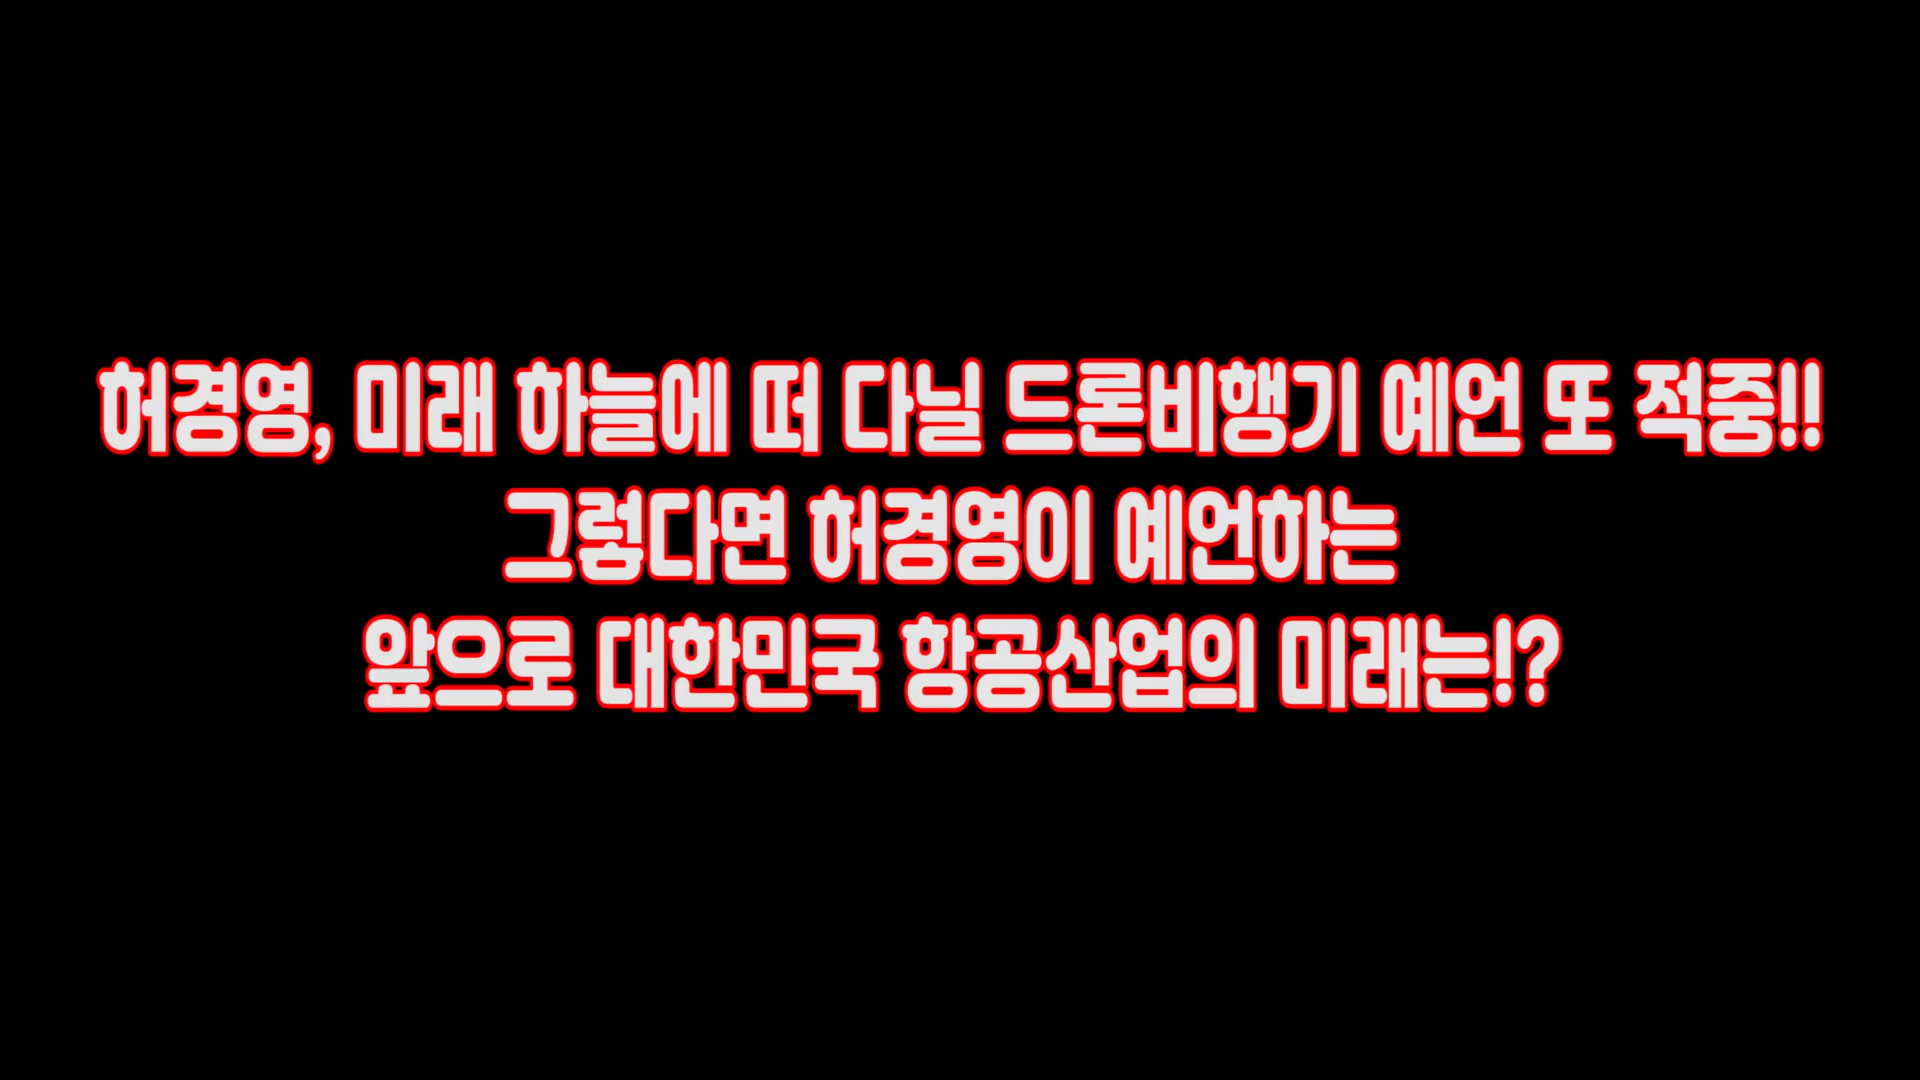 허경영, 미래 하늘에 떠 다닐 드론비행기 예언 또 적중!!
그렇다면 허경영이 예언하는
앞으로 대한민국 항공산업의 미래는!?